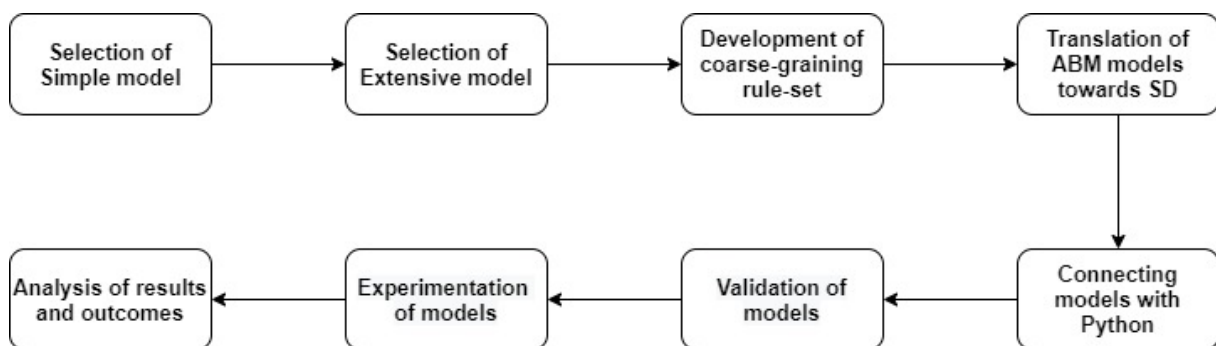 Selection of
Simple model
Selection of
Extensive model
Development of
coarse-graining
rule-set
Translation of
ABM models
towards SD
Connecting
models with
Python
Validation of
models
Experimentation
of models
Analysis of results
and outcomes